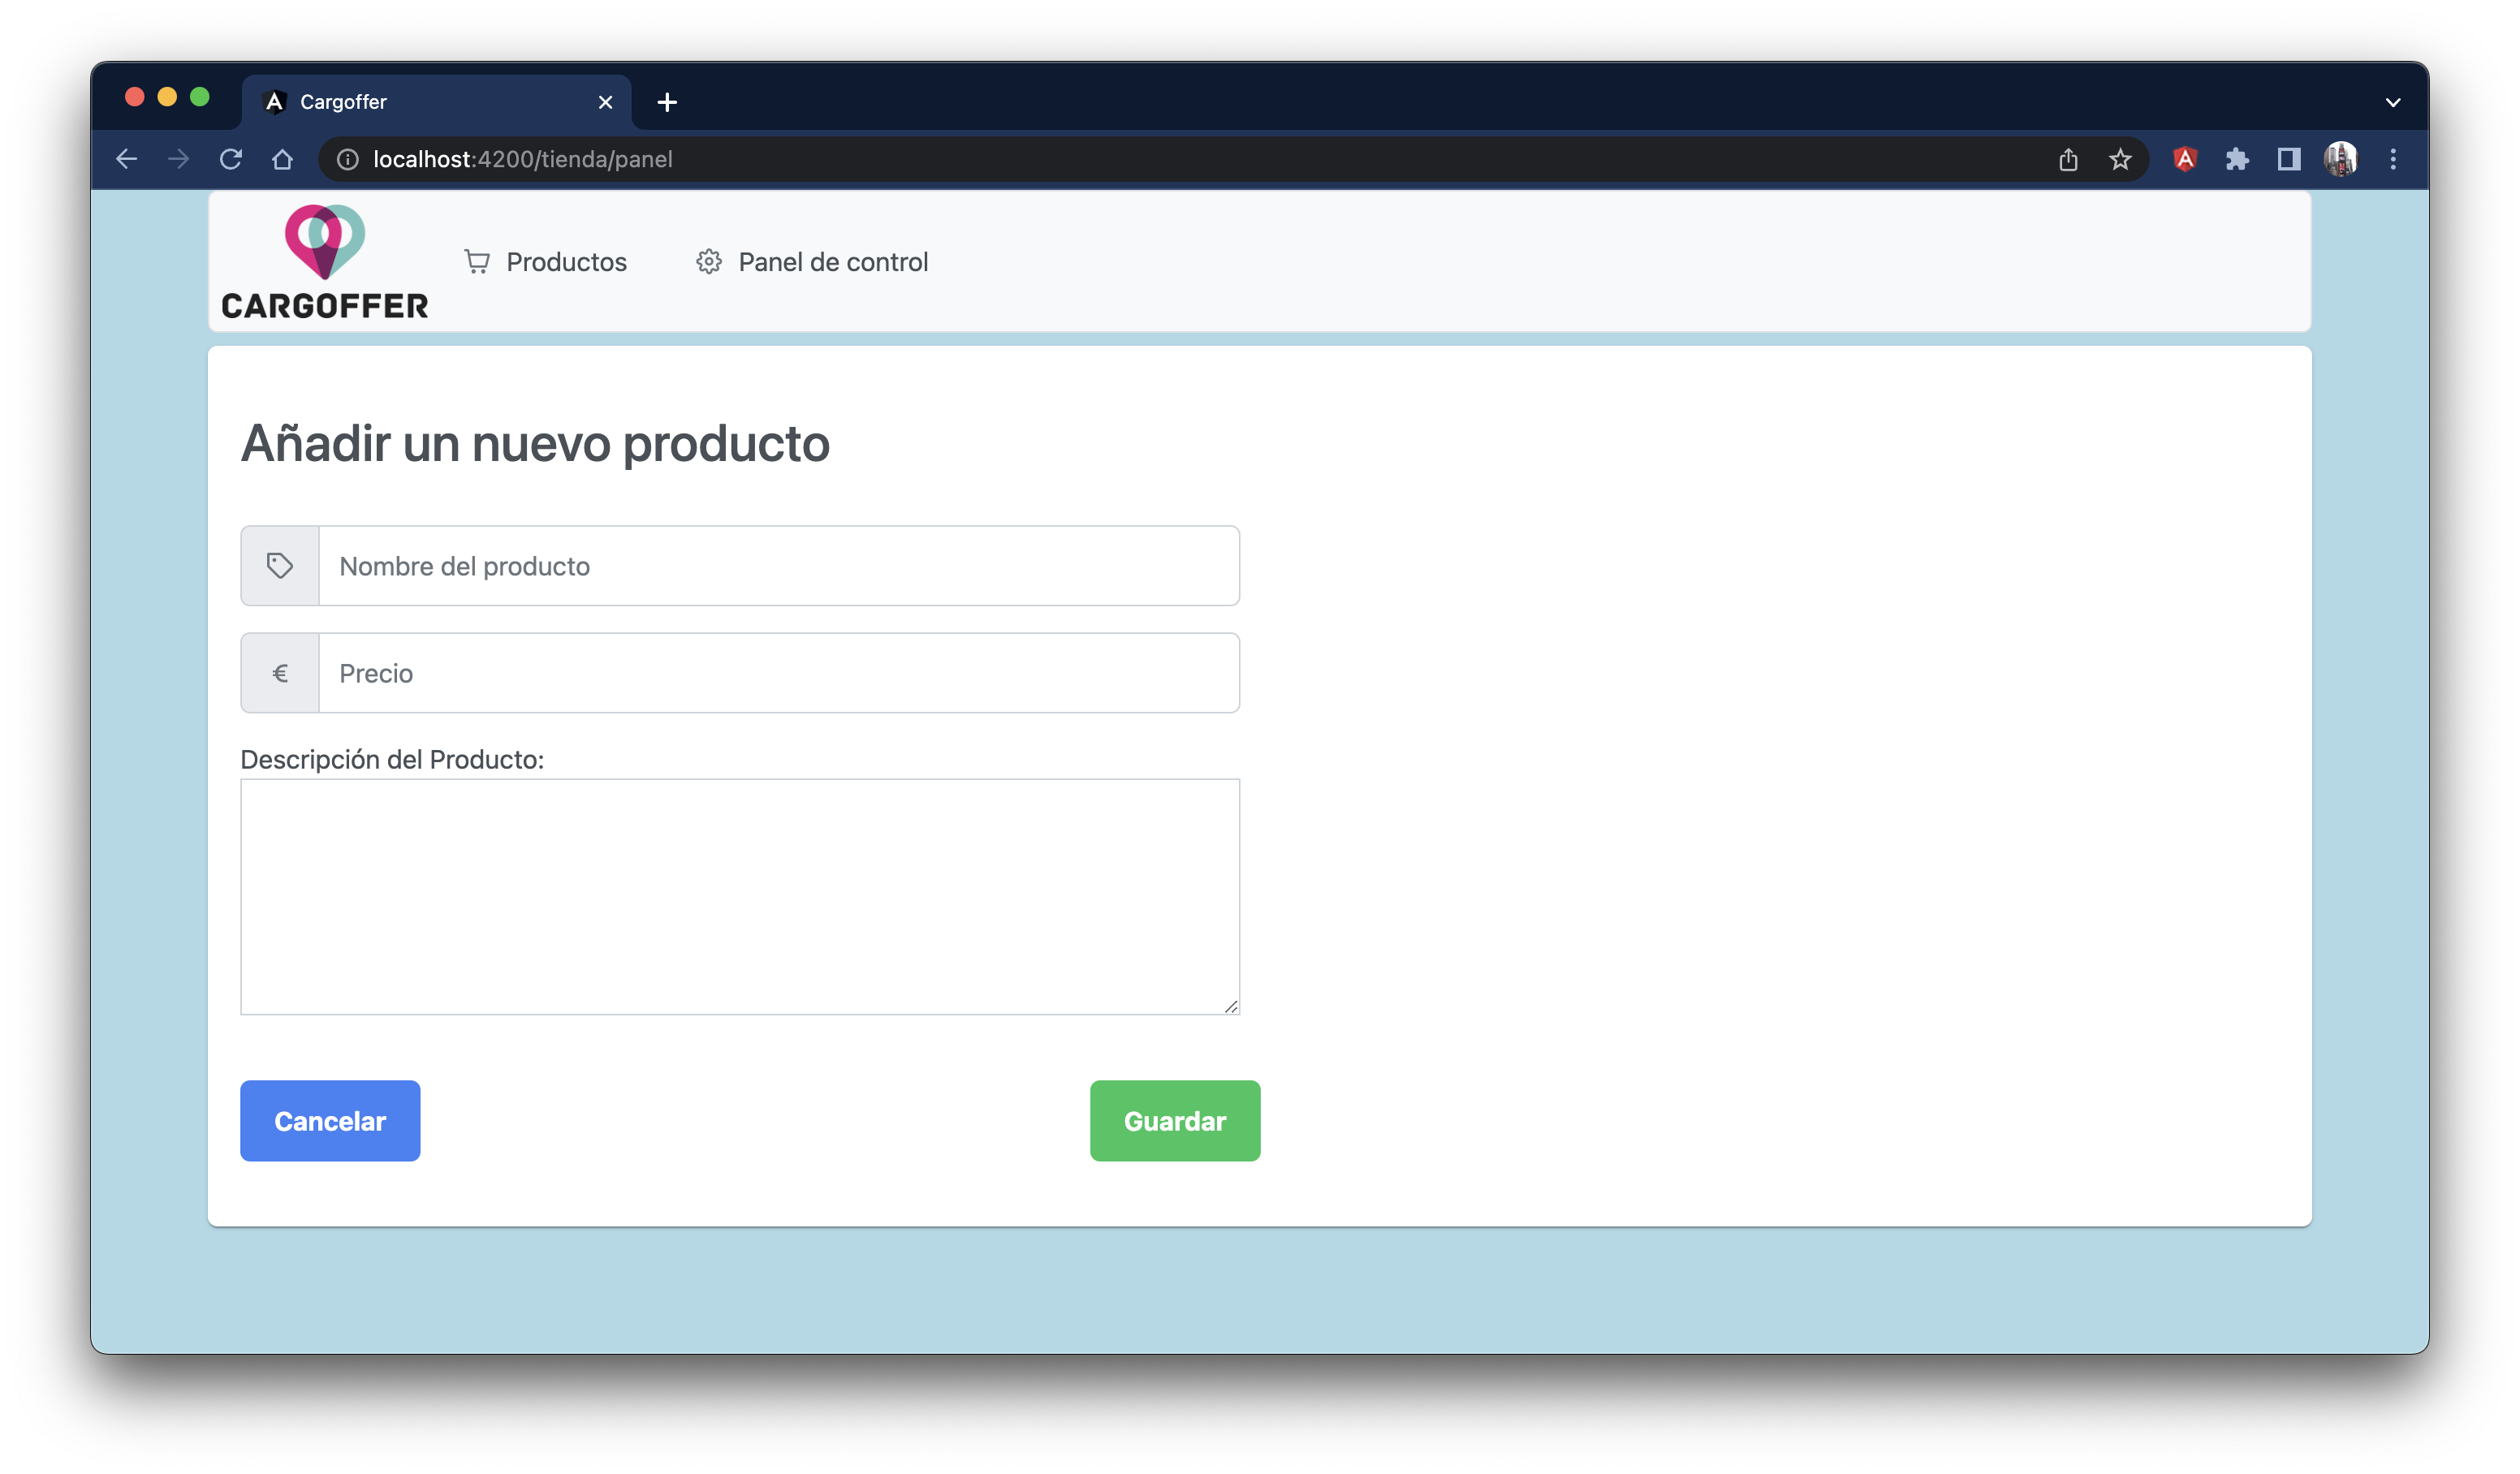 Cargoffer
localhost:4200/tienda/panel
CARGOFFER
Productos
Panel de control
Añadir un nuevo producto
Nombre del producto
€ Precio
Descripción del Producto:
Cancelar
Guardar